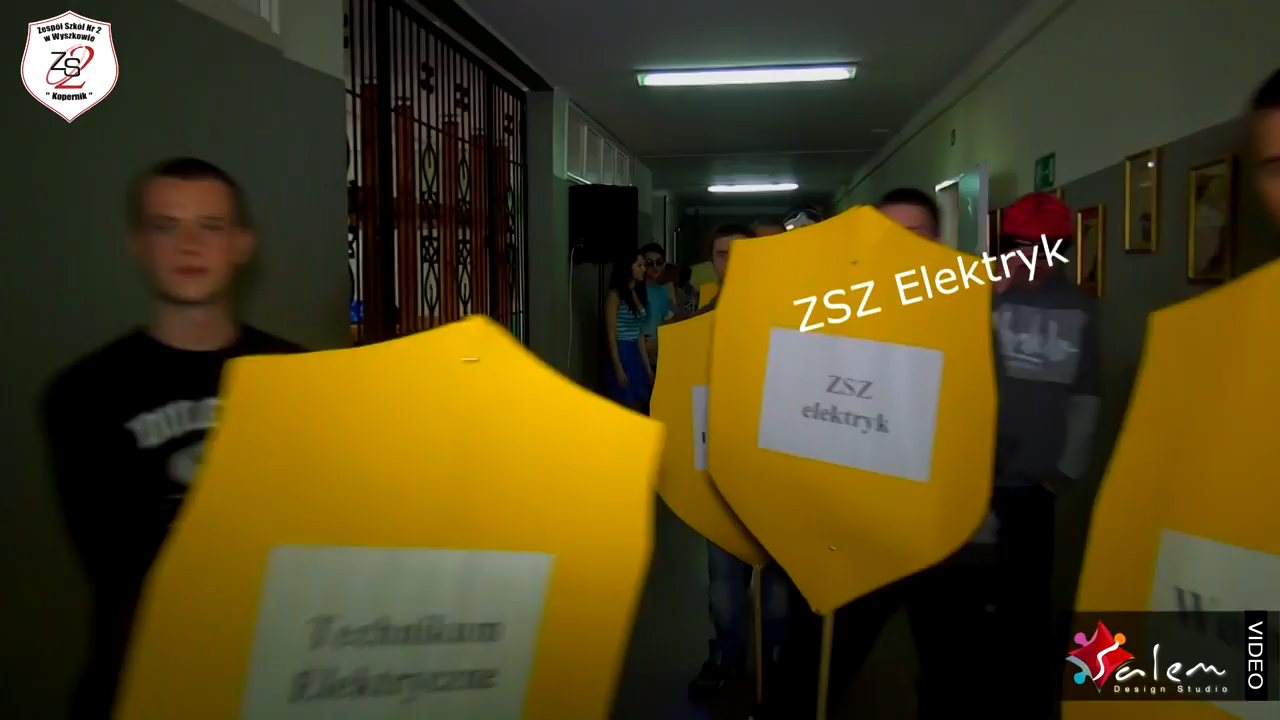 Zespół Szkół Nr 2
w Wyszkowie
ZS2
" Kopernik "
ZSZ Elektryk
ZSZ
elektryk
Technikum
Elektryczne
Salem
Design Studio
VIDEO